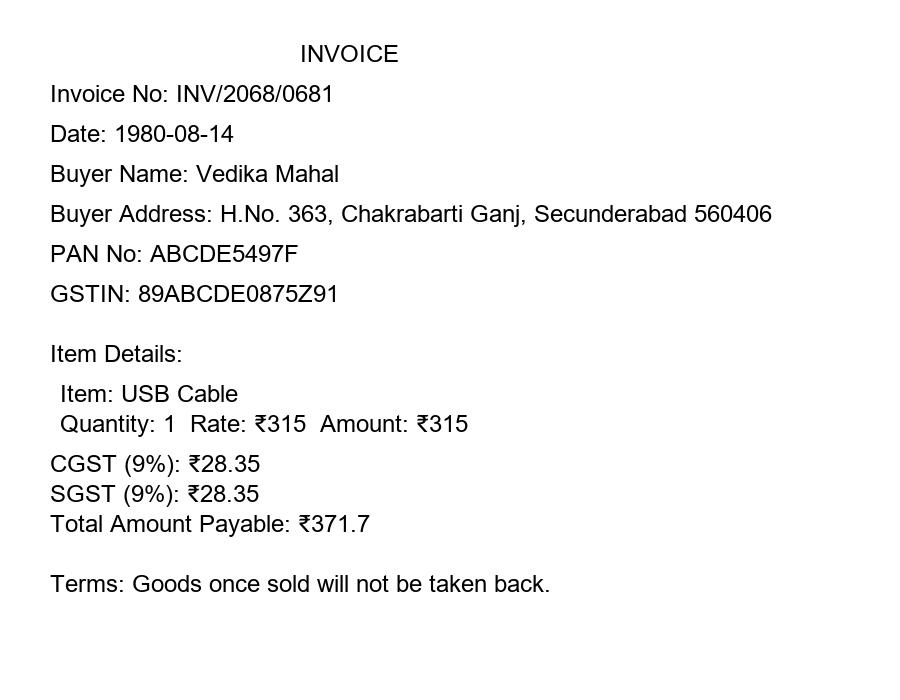 INVOICE
Invoice No: INV/2068/0681
Date: 1980-08-14
Buyer Name: Vedika Mahal
Buyer Address: H.No. 363, Chakrabarti Ganj, Secunderabad 560406
PAN No: ABCDE5497F
GSTIN: 89ABCDE0875Z91
Item Details:
Item: USB Cable
Quantity: 1  Rate: ₹315  Amount: ₹315
CGST (9%): ₹28.35
SGST (9%): ₹28.35
Total Amount Payable: ₹371.7
Terms: Goods once sold will not be taken back.